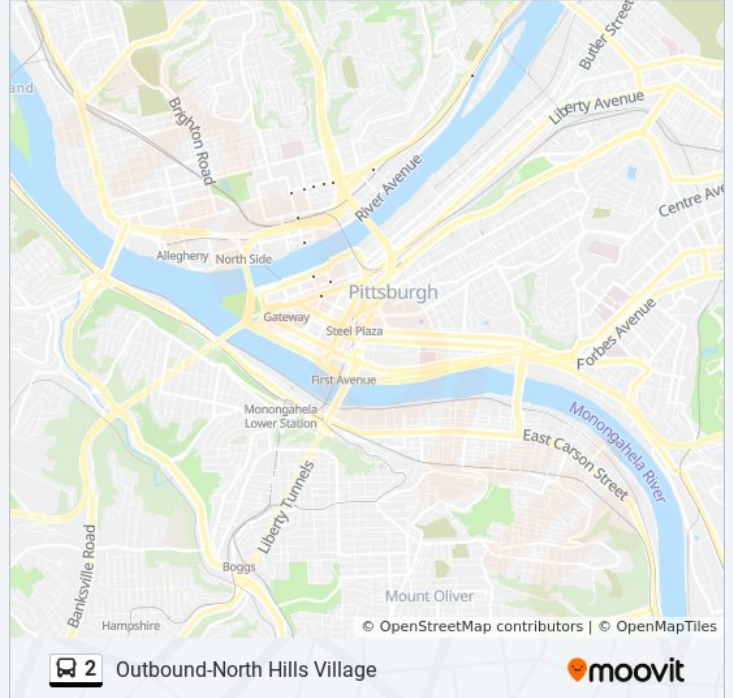 Butler Street
and
Liberty Avenue
Brighton Road
River Avenue
Centre Ave
Allegheny
North Side
Pittsburgh
Gateway
Steel Plaza
Forbes Avenue
First Avenue
Monongahela
Lower Station
Monongahela River
East Carson Street
Liberty Tunnels
Banksville Road
Boggs
Mount Oliver
Hampshire
© OpenStreetMap contributors | © OpenMapTiles
2 Outbound-North Hills Village
moovit